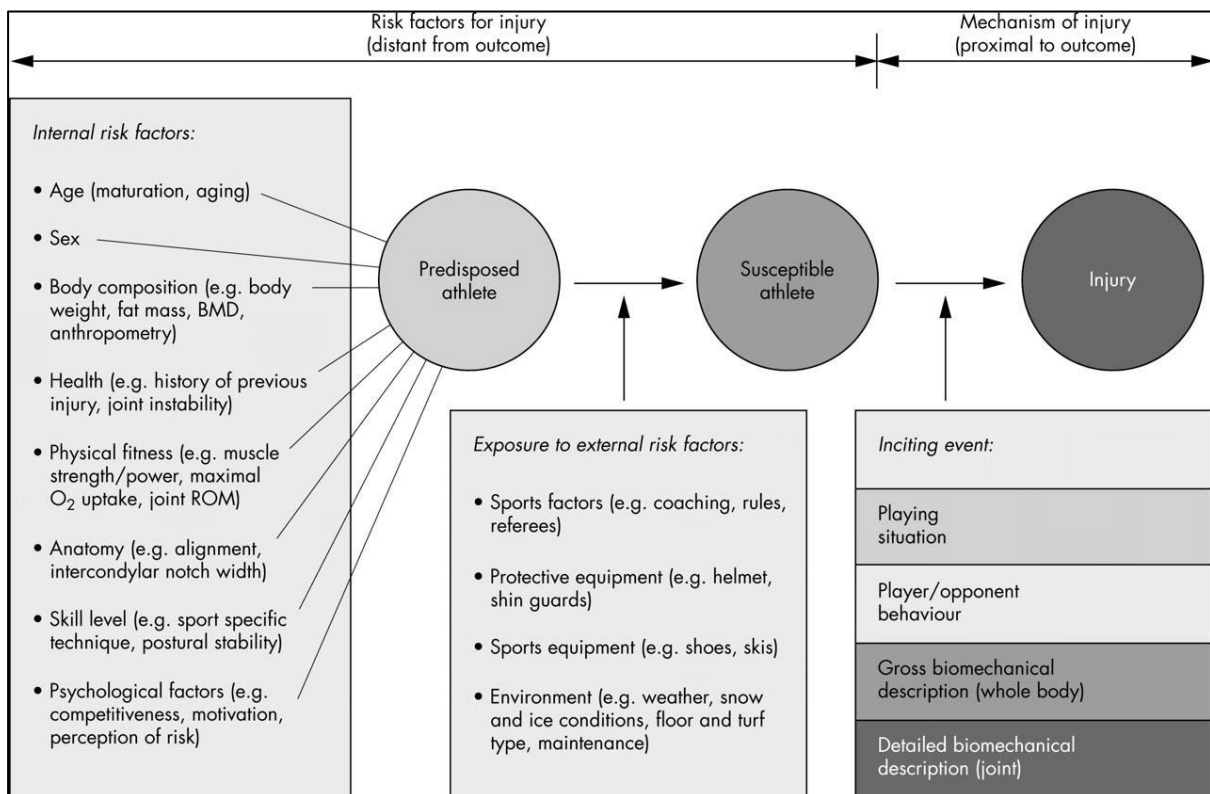 Risk factors for injury
(distant from outcome)
Mechanism of injury
(proximal to outcome)
Internal risk factors:
• Age (maturation, aging)
• Sex
• Body composition (e.g. body
weight, fat mass, BMD,
anthropometry)
• Health (e.g. history of previous
injury, joint instability)
• Physical fitness (e.g. muscle
strength/power, maximal
O₂ uptake, joint ROM)
• Anatomy (e.g. alignment,
intercondylar notch width)
• Skill level (e.g. sport specific
technique, postural stability)
• Psychological factors (e.g.
competitiveness, motivation,
perception of risk)
Predisposed
athlete
Susceptible
athlete
Injury
Exposure to external risk factors:
• Sports factors (e.g. coaching, rules,
referees)
• Protective equipment (e.g. helmet,
shin guards)
• Sports equipment (e.g. shoes, skis)
• Environment (e.g. weather, snow
and ice conditions, floor and turf
type, maintenance)
Inciting event:
Playing
situation
Player/opponent
behaviour
Gross biomechanical
description (whole body)
Detailed biomechanical
description (joint)